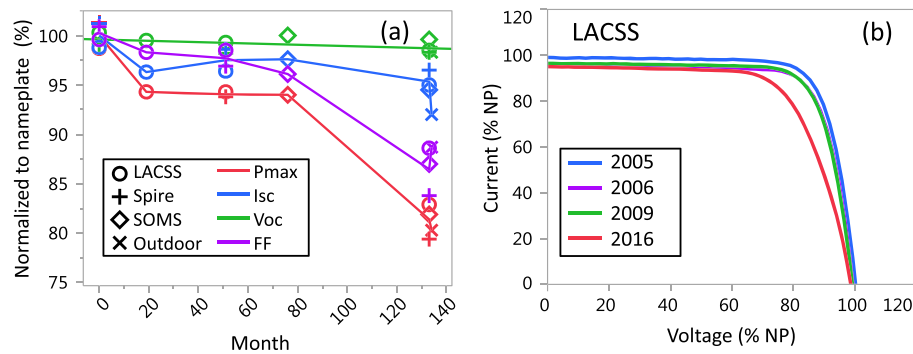 Normalized to nameplate (%)
100
95
90
85
80
75
(a)
LACSS
Spire
SOMS
Outdoor
Pmax
Isc
Voc
FF
0
20
40
60
80
100
120
140
Month
Current (% NP)
120
100
80
60
40
20
0
LACSS
(b)
2005
2006
2009
2016
0
20
40
60
80
100
120
Voltage (% NP)